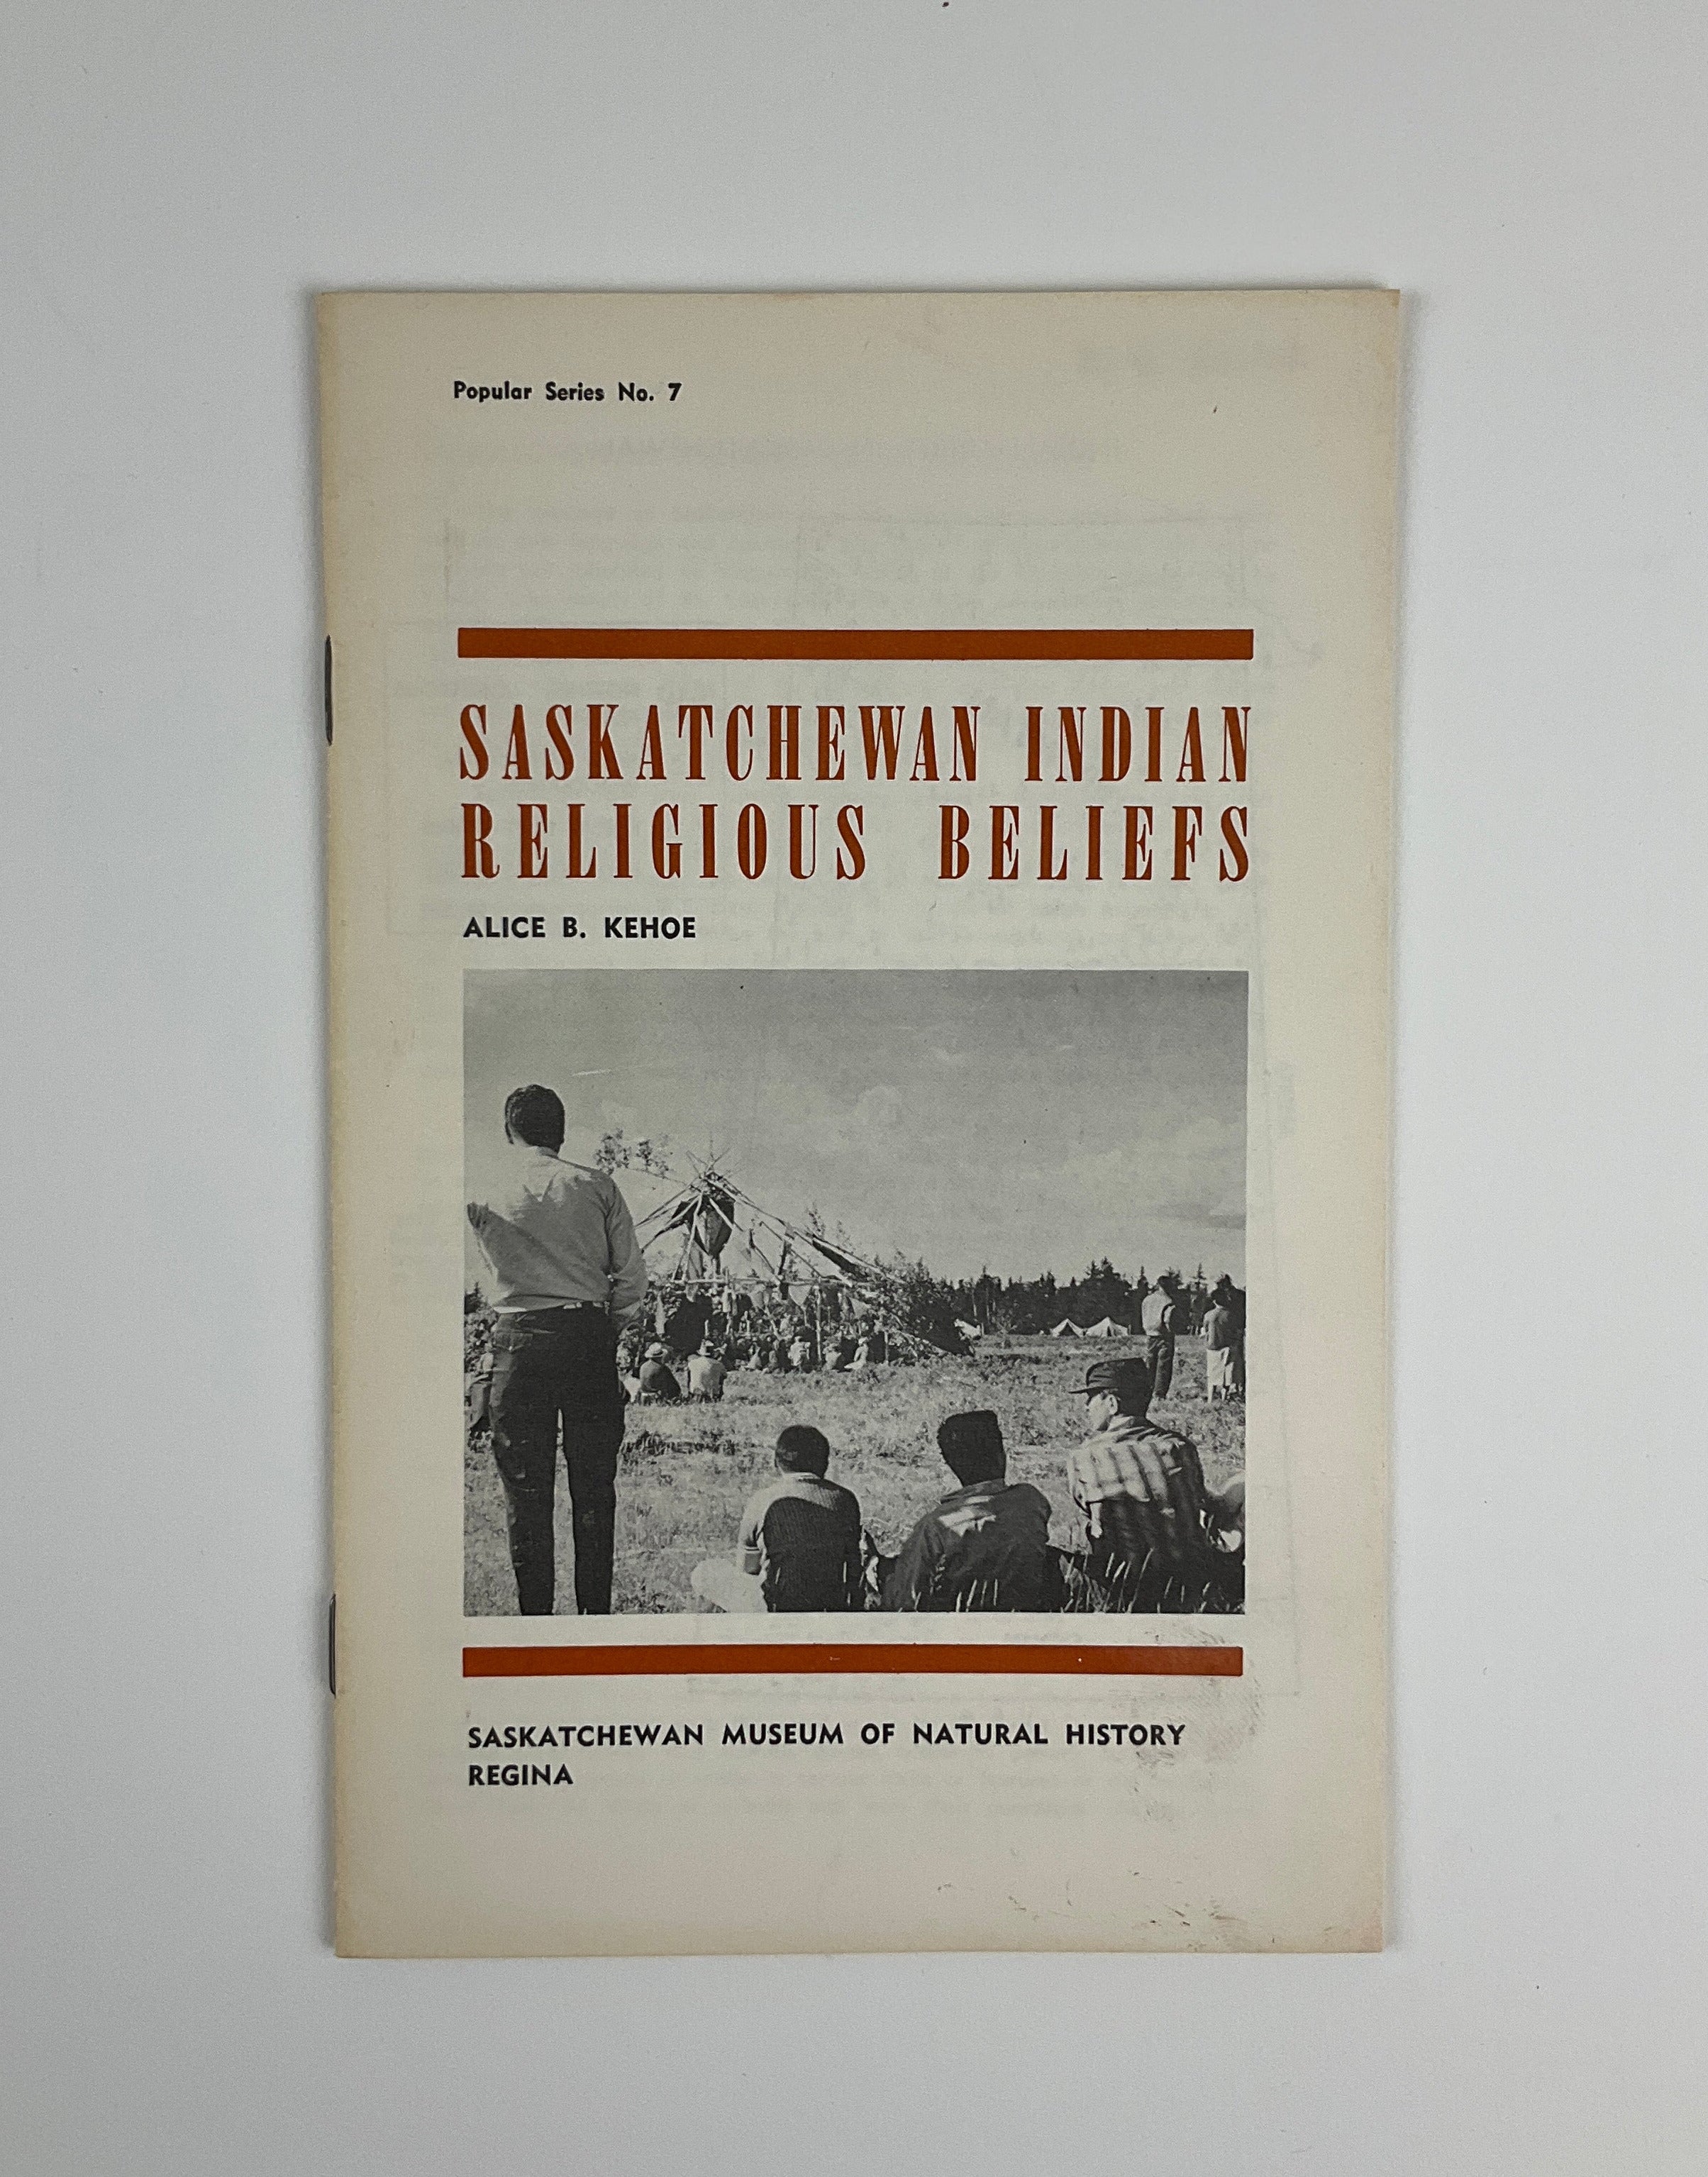 Popular Series No. 7
SASKATCHEWAN INDIAN
RELIGIOUS BELIEFS
ALICE B. KEHOE
SASKATCHEWAN MUSEUM OF NATURAL HISTORY
REGINA